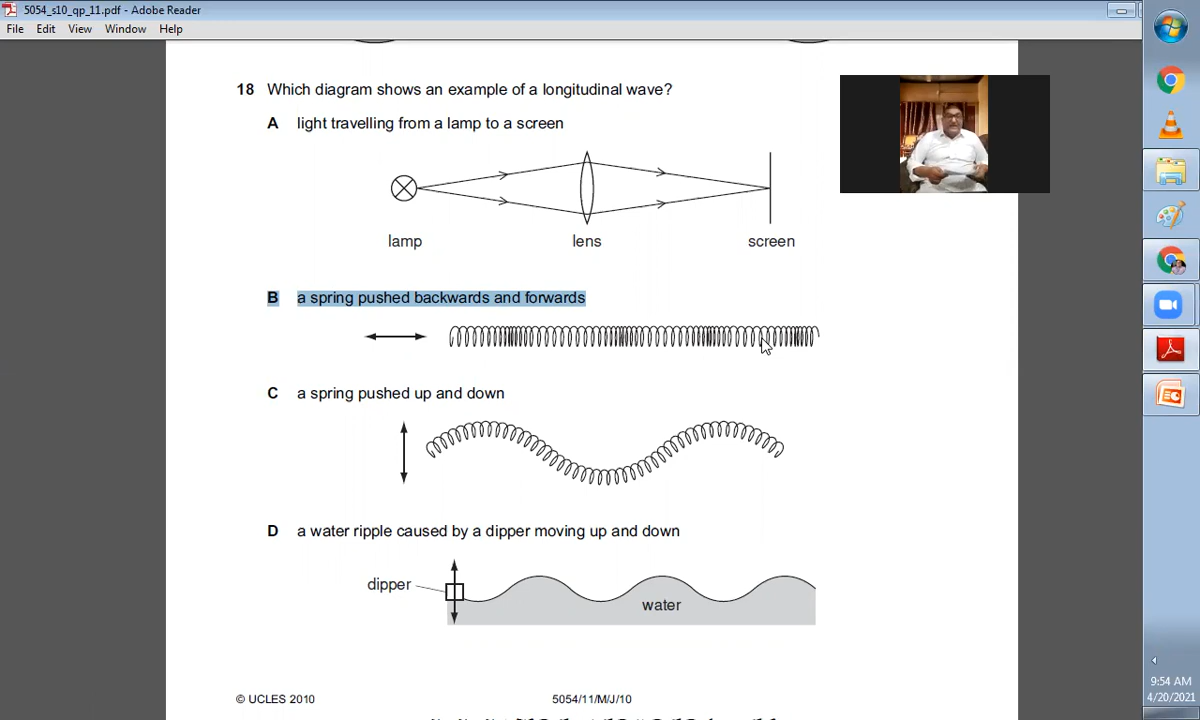 5054_s10_qp_11.pdf - Adobe Reader
File Edit View Window Help
18 Which diagram shows an example of a longitudinal wave?
A light travelling from a lamp to a screen
lamp lens screen
B a spring pushed backwards and forwards
C a spring pushed up and down
D a water ripple caused by a dipper moving up and down
dipper
water
© UCLES 2010 5054/11/M/J/10
9:54 AM
4/20/2021